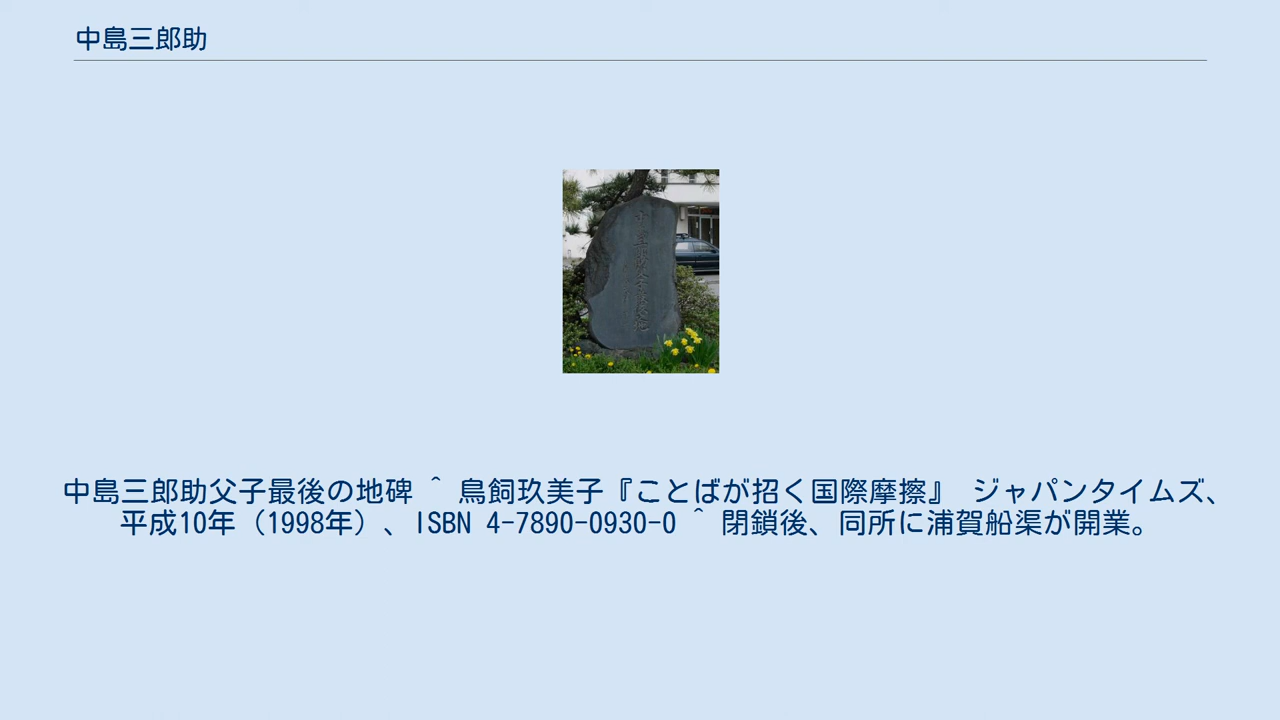 中島三郎助
中島三郎助父子最後の地碑 ^ 鳥飼玖美子『ことばが招く国際摩擦』 ジャパンタイムズ、
平成10年（1998年）、ISBN 4-7890-0930-0 ^ 閉鎖後、同所に浦賀船渠が開業。